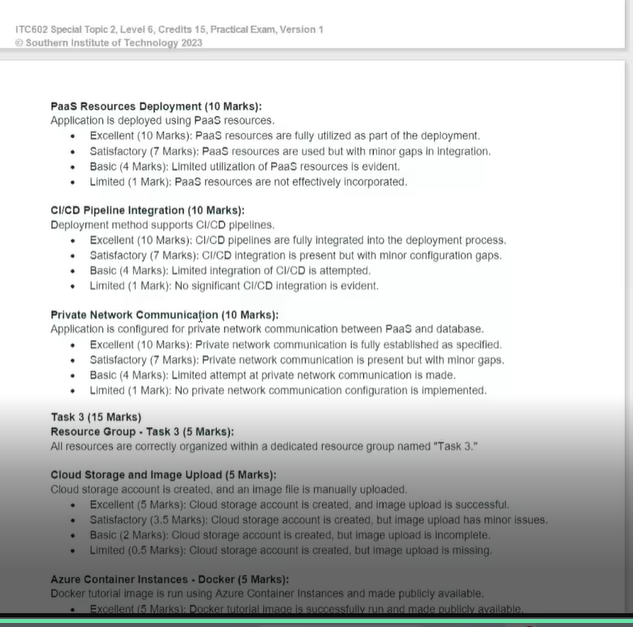 ITC602 Special Topic 2, Level 6, Credits 15, Practical Exam, Version 1
© Southern Institute of Technology 2023
PaaS Resources Deployment (10 Marks):
Application is deployed using PaaS resources.
• Excellent (10 Marks): PaaS resources are fully utilized as part of the deployment.
• Satisfactory (7 Marks): PaaS resources are used but with minor gaps in integration.
• Basic (4 Marks): Limited utilization of PaaS resources is evident.
• Limited (1 Mark): PaaS resources are not effectively incorporated.
CI/CD Pipeline Integration (10 Marks):
Deployment method supports CI/CD pipelines.
• Excellent (10 Marks): CI/CD pipelines are fully integrated into the deployment process.
• Satisfactory (7 Marks): CI/CD integration is present but with minor configuration gaps.
• Basic (4 Marks): Limited integration of CI/CD is attempted.
• Limited (1 Mark): No significant CI/CD integration is evident.
Private Network Communication (10 Marks):
Application is configured for private network communication between PaaS and database.
• Excellent (10 Marks): Private network communication is fully established as specified.
• Satisfactory (7 Marks): Private network communication is present but with minor gaps.
• Basic (4 Marks): Limited attempt at private network communication is made.
• Limited (1 Mark): No private network communication configuration is implemented.
Task 3 (15 Marks)
Resource Group - Task 3 (5 Marks):
All resources are correctly organized within a dedicated resource group named "Task 3."
Cloud Storage and Image Upload (5 Marks):
Cloud storage account is created, and an image file is manually uploaded.
• Excellent (5 Marks): Cloud storage account is created, and image upload is successful.
• Satisfactory (3.5 Marks): Cloud storage account is created, but image upload has minor issues.
• Basic (2 Marks): Cloud storage account is created, but image upload is incomplete.
• Limited (0.5 Marks): Cloud storage account is created, but image upload is missing.
Azure Container Instances - Docker (5 Marks):
Docker tutorial image is run using Azure Container Instances and made publicly available.
• Excellent (5 Marks): Docker tutorial image is successfully run and made publicly available.